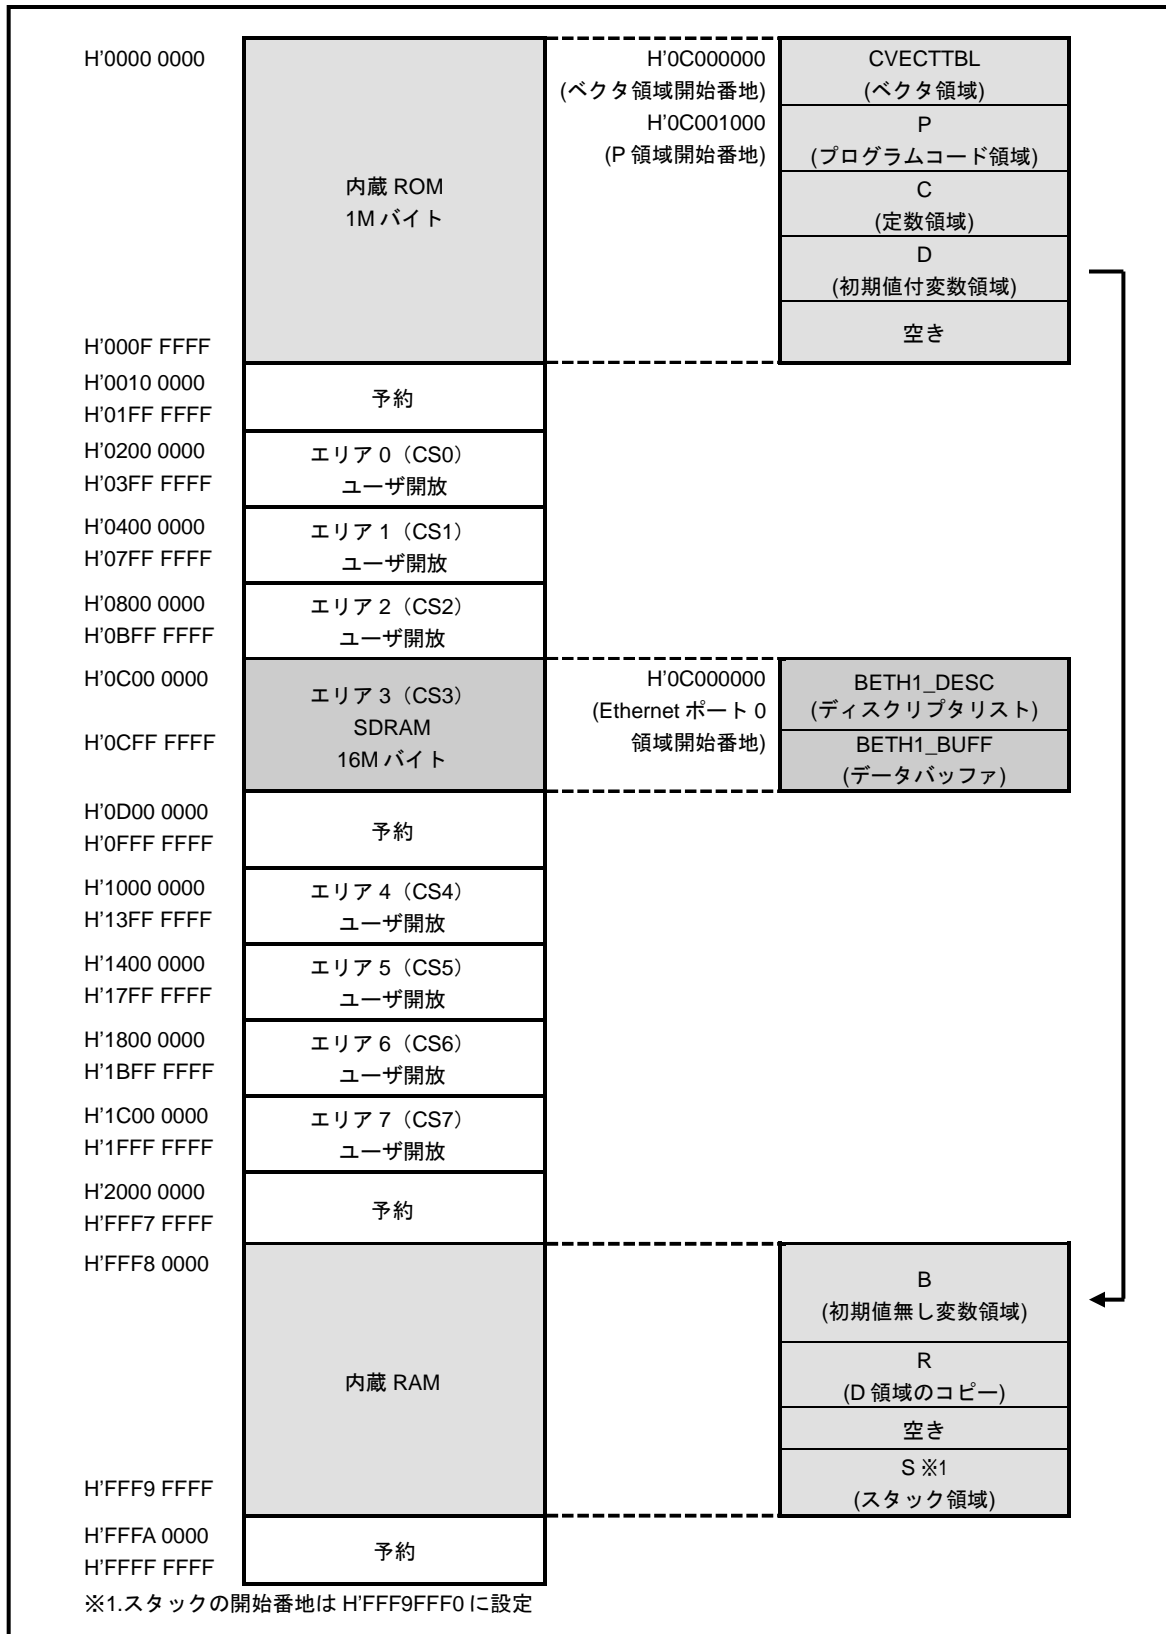 H'0000 0000
H'0C000000
CVECTTBL
(ベクタ領域開始番地)
(ベクタ領域)
H'0C001000
P
(P 領域開始番地)
(プログラムコード領域)
内蔵 ROM
1M バイト
C
(定数領域)
D
(初期値付変数領域)
空き
H'000F FFFF
H'0010 0000
予約
H'01FF FFFF
H'0200 0000
エリア 0（CS0）
H'03FF FFFF
ユーザ開放
H'0400 0000
エリア 1（CS1）
H'07FF FFFF
ユーザ開放
H'0800 0000
エリア 2（CS2）
H'0BFF FFFF
ユーザ開放
H'0C00 0000
エリア 3（CS3）
SDRAM
16M バイト
H'0CFF FFFF
H'0C000000
(Ethernet ポート 0
領域開始番地)
BETH1_DESC
(ディスクリプタリスト)
BETH1_BUFF
(データバッファ)
H'0D00 0000
予約
H'0FFF FFFF
H'1000 0000
エリア 4（CS4）
H'13FF FFFF
ユーザ開放
H'1400 0000
エリア 5（CS5）
H'17FF FFFF
ユーザ開放
H'1800 0000
エリア 6（CS6）
H'1BFF FFFF
ユーザ開放
H'1C00 0000
エリア 7（CS7）
H'1FFF FFFF
ユーザ開放
H'2000 0000
予約
H'FFF7 FFFF
H'FFF8 0000
内蔵 RAM
B
(初期値無し変数領域)
R
(D 領域のコピー)
空き
S ※1
(スタック領域)
H'FFF9 FFFF
H'FFFA 0000
予約
H'FFFF FFFF
※1.スタックの開始番地は H'FFF9FFF0 に設定